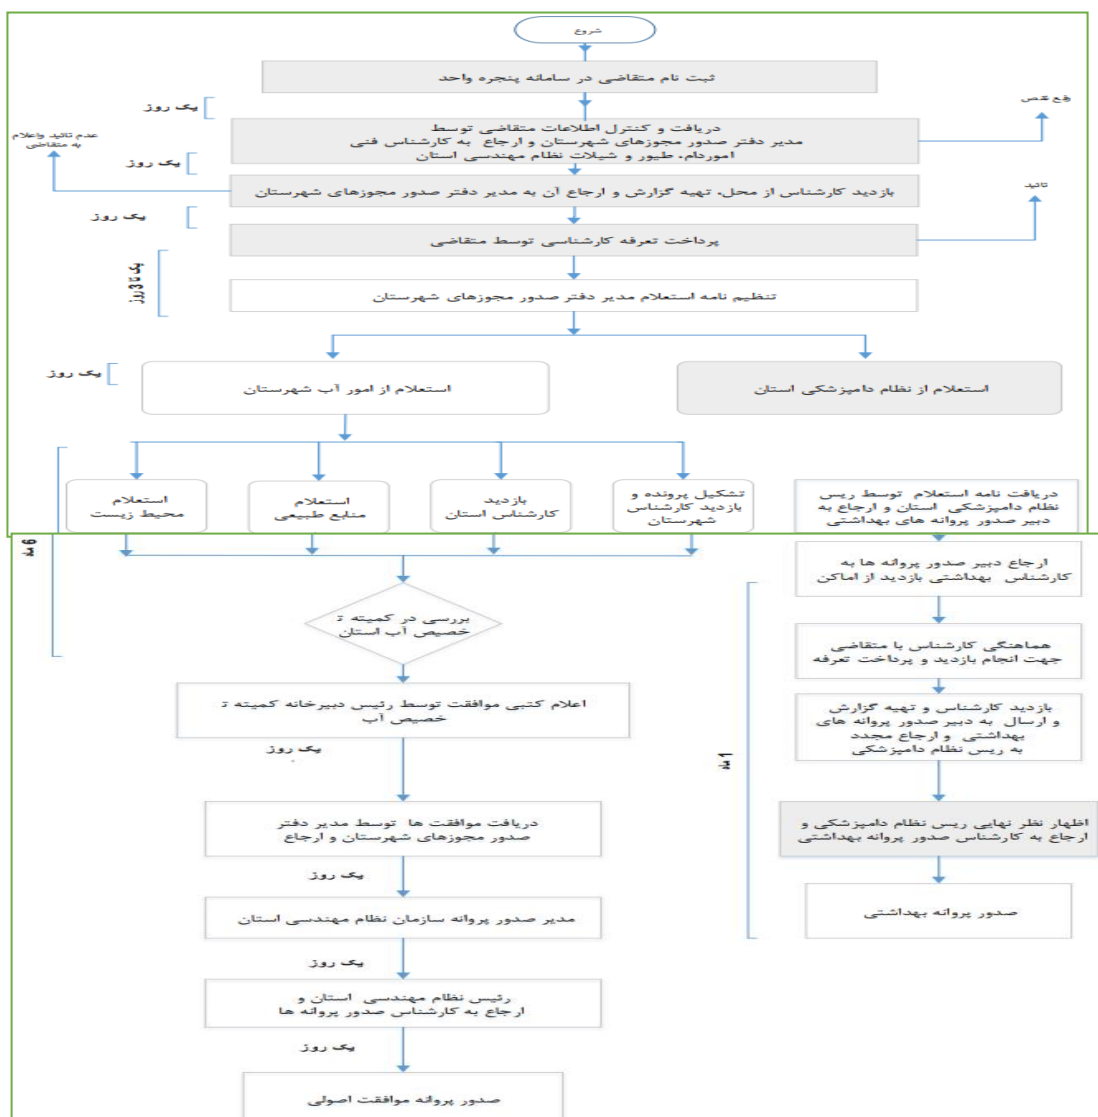 شروع
ثبت نام متقاضی در سامانه پنجره واحد
یک روز
رفع نقص
دریافت و کنترل اطلاعات متقاضی توسط
مدیر دفتر صدور مجوزهای شهرستان و ارجاع به کارشناس فنی
اموردام، طیور و شیلات نظام مهندسی استان
عدم تائید واعلام
به متقاضی
یک روز
بازدید کارشناس از محل، تهیه گزارش و ارجاع آن به مدیر دفتر صدور مجوزهای شهرستان
تائید
یک روز
پرداخت تعرفه کارشناسی توسط متقاضی
یک تا 3 روز
تنظیم نامه استعلام مدیر دفتر صدور مجوزهای شهرستان
یک روز
استعلام از نظام دامپزشکی استان
استعلام از امور آب شهرستان
دریافت نامه استعلام توسط ریس
نظام دامپزشکی استان و ارجاع به
دبیر صدور پروانه های بهداشتی
تشکیل پرونده و
بازدید کارشناس
شهرستان
بازدید
کارشناس استان
استعلام
منابع طبیعی
استعلام
محیط زیست
6 ماه
ارجاع دبیر صدور پروانه ها به
کارشناس بهداشتی بازدید از اماکن
بررسی در کمیته ت
خصیص آب استان
هماهنگی کارشناس با متقاضی
جهت انجام بازدید و پرداخت تعرفه
اعلام کتبی موافقت توسط رئیس دبیرخانه کمیته ت
خصیص آب
بازدید کارشناس و تهیه گزارش
و ارسال به دبیر صدور پروانه های
بهداشتی و ارجاع مجدد
به ریس نظام دامپزشکی
یک روز
1 ماه
دریافت موافقت ها توسط مدیر دفتر
صدور مجوزهای شهرستان و ارجاع
اظهار نظر نهایی ریس نظام دامپزشکی و
ارجاع به کارشناس صدور پروانه بهداشتی
یک روز
مدیر صدور پروانه سازمان نظام مهندسی استان
صدور پروانه بهداشتی
یک روز
رئیس نظام مهندسی استان و
ارجاع به کارشناس صدور پروانه ها
یک روز
صدور پروانه موافقت اصولی